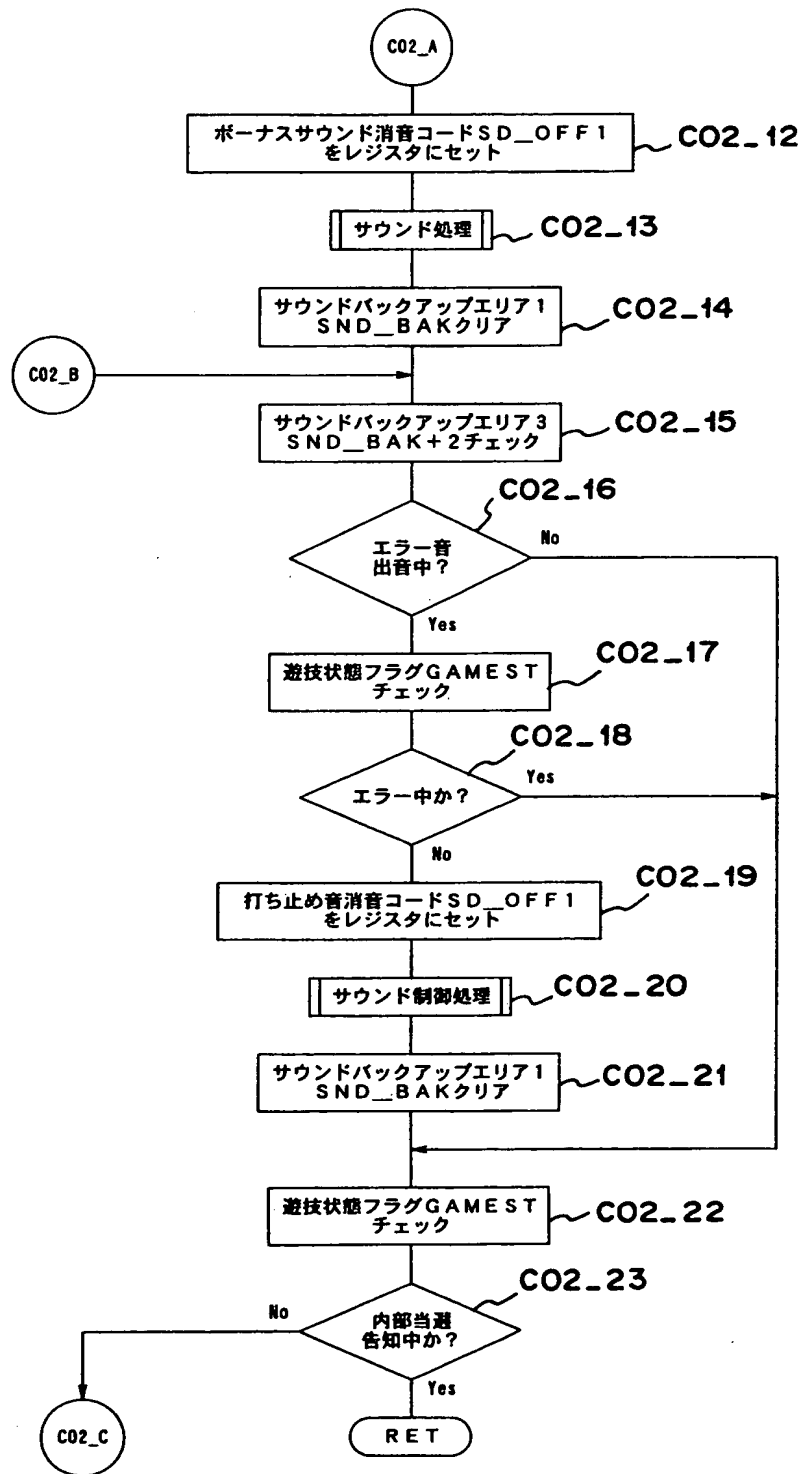 C02_A
ボーナスサウンド消音コードSD__OFF1
をレジスタにセット
C02_12
サウンド処理
C02_13
サウンドバックアップエリア1
SND__BAKクリア
C02_14
C02_B
サウンドバックアップエリア3
SND__BAK+2チェック
C02_15
C02_16
エラー音
出音中?
No
Yes
遊技状態フラグGAMEST
チェック
C02_17
C02_18
エラー中か?
Yes
No
打ち止め音消音コードSD__OFF1
をレジスタにセット
C02_19
サウンド制御処理
C02_20
サウンドバックアップエリア1
SND__BAKクリア
C02_21
遊技状態フラグGAMEST
チェック
C02_22
C02_23
内部当選
告知中か?
No
Yes
C02_C
RET